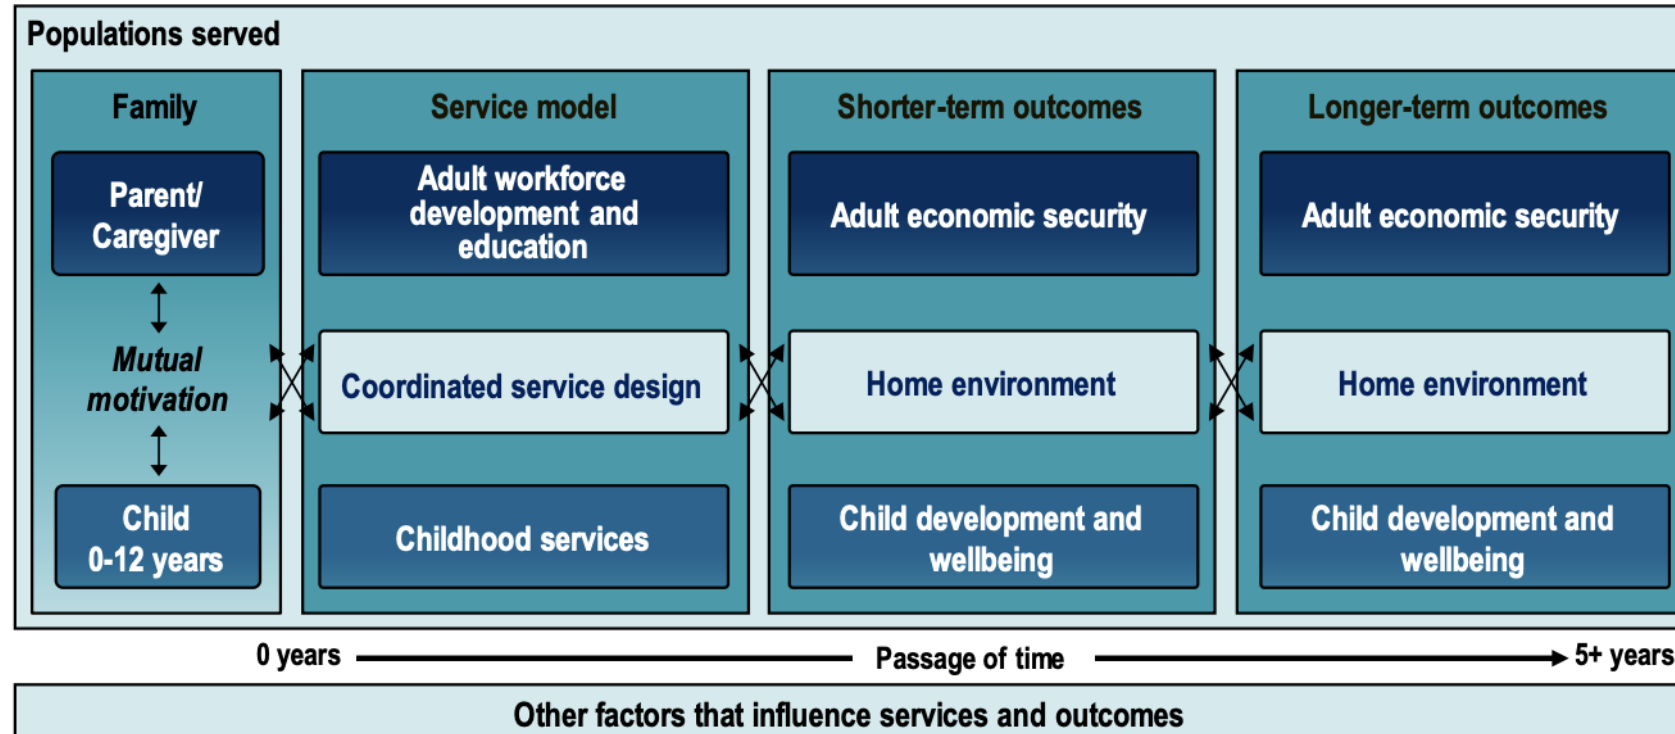 Populations served
Family
Parent/
Caregiver
Mutual
motivation
Child
0-12 years
Service model
Adult workforce
development and
education
Coordinated service design
Childhood services
Shorter-term outcomes
Adult economic security
Home environment
Child development and
wellbeing
Longer-term outcomes
Adult economic security
Home environment
Child development and
wellbeing
0 years
Passage of time
5+ years
Other factors that influence services and outcomes